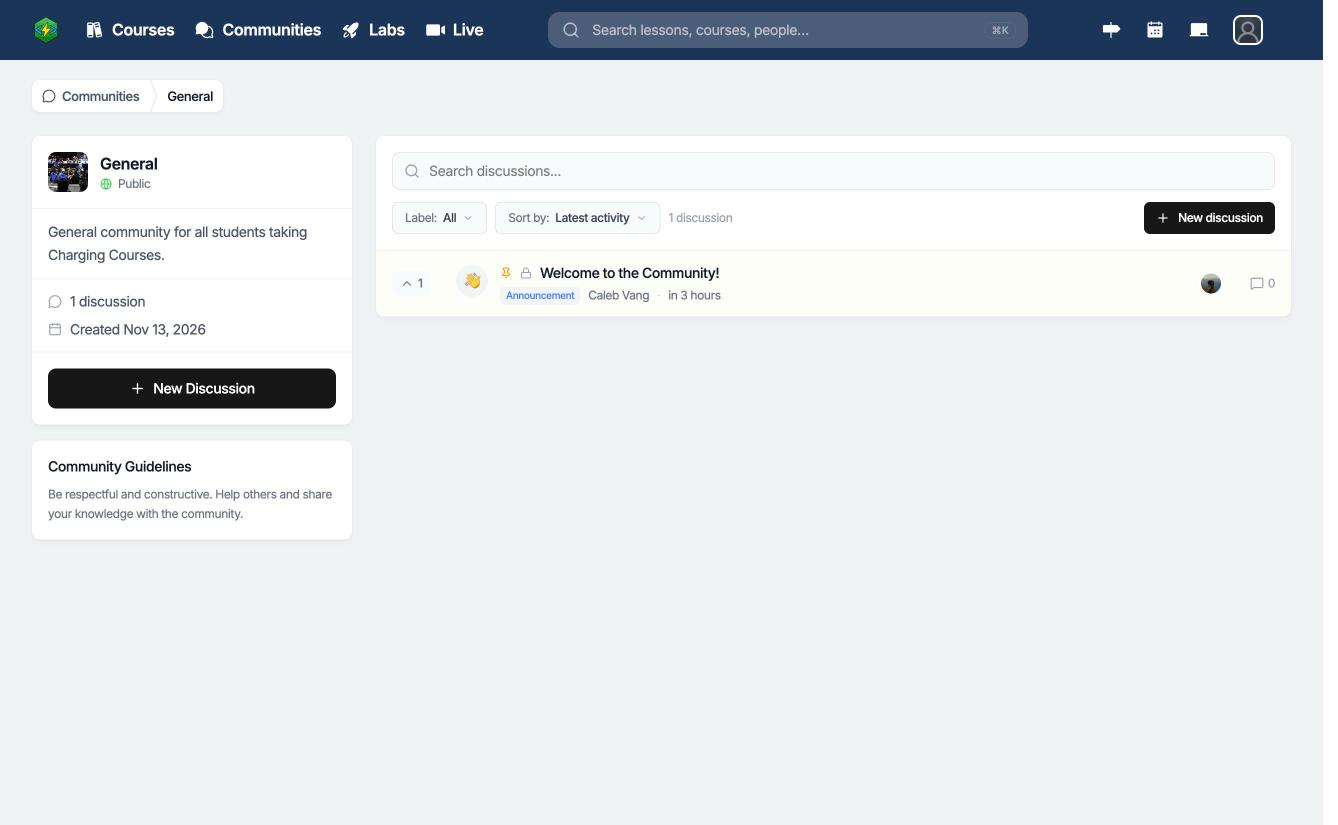 Courses Communities Labs Live Search lessons, courses, people... ⌘K
Communities General
General
Public
General community for all students taking
Charging Courses.
1 discussion
Created Nov 13, 2026
New Discussion
Community Guidelines
Be respectful and constructive. Help others and share
your knowledge with the community.
Search discussions...
Label: All Sort by: Latest activity 1 discussion New discussion
1 Welcome to the Community! 0
Announcement Caleb Vang · in 3 hours